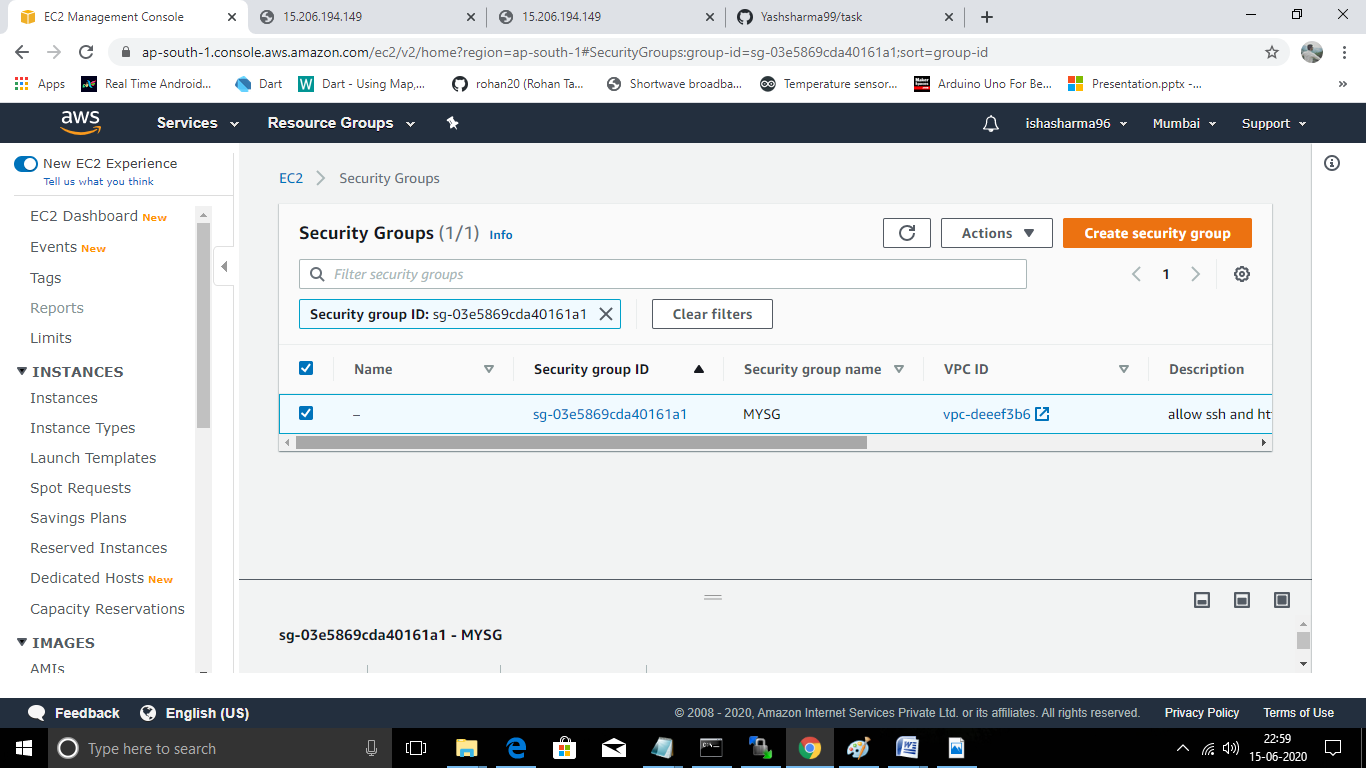 EC2 Management Console
15.206.194.149
15.206.194.149
Yashsharma99/task
ap-south-1.console.aws.amazon.com/ec2/v2/home?region=ap-south-1#SecurityGroups:group-id=sg-03e5869cda40161a1;sort=group-id
Apps
Real Time Android...
Dart
Dart - Using Map,...
rohan20 (Rohan Ta...
Shortwave broadba...
Temperature sensor...
Arduino Uno For Be...
Presentation.pptx -...
aws
Services
Resource Groups
ishasharma96
Mumbai
Support
New EC2 Experience
Tell us what you think
EC2 Dashboard New
Events New
Tags
Reports
Limits
INSTANCES
Instances
Instance Types
Launch Templates
Spot Requests
Savings Plans
Reserved Instances
Dedicated Hosts New
Capacity Reservations
IMAGES
AMIs
EC2 > Security Groups
Security Groups (1/1) Info
Actions
Create security group
Filter security groups
1
Security group ID: sg-03e5869cda40161a1
Clear filters
Name Security group ID Security group name VPC ID Description
– sg-03e5869cda40161a1 MYSG vpc-deeef3b6 allow ssh and ht
sg-03e5869cda40161a1 - MYSG
Feedback
English (US)
© 2008 - 2020, Amazon Internet Services Private Ltd. or its affiliates. All rights reserved.
Privacy Policy
Terms of Use
Type here to search
22:59
15-06-2020